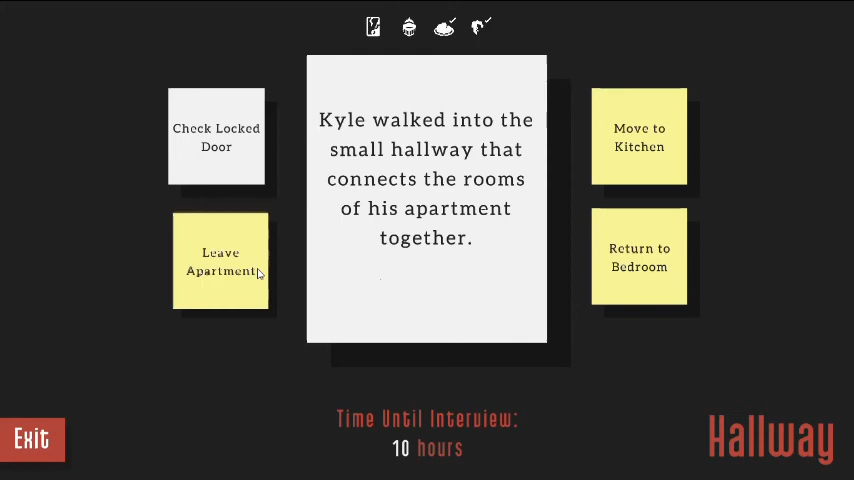 Kyle walked into the
small hallway that
connects the rooms
of his apartment
together.
Check Locked
Door
Leave
Apartment
Move to
Kitchen
Return to
Bedroom
Time Until Interview:
10 hours
Exit
Hallway